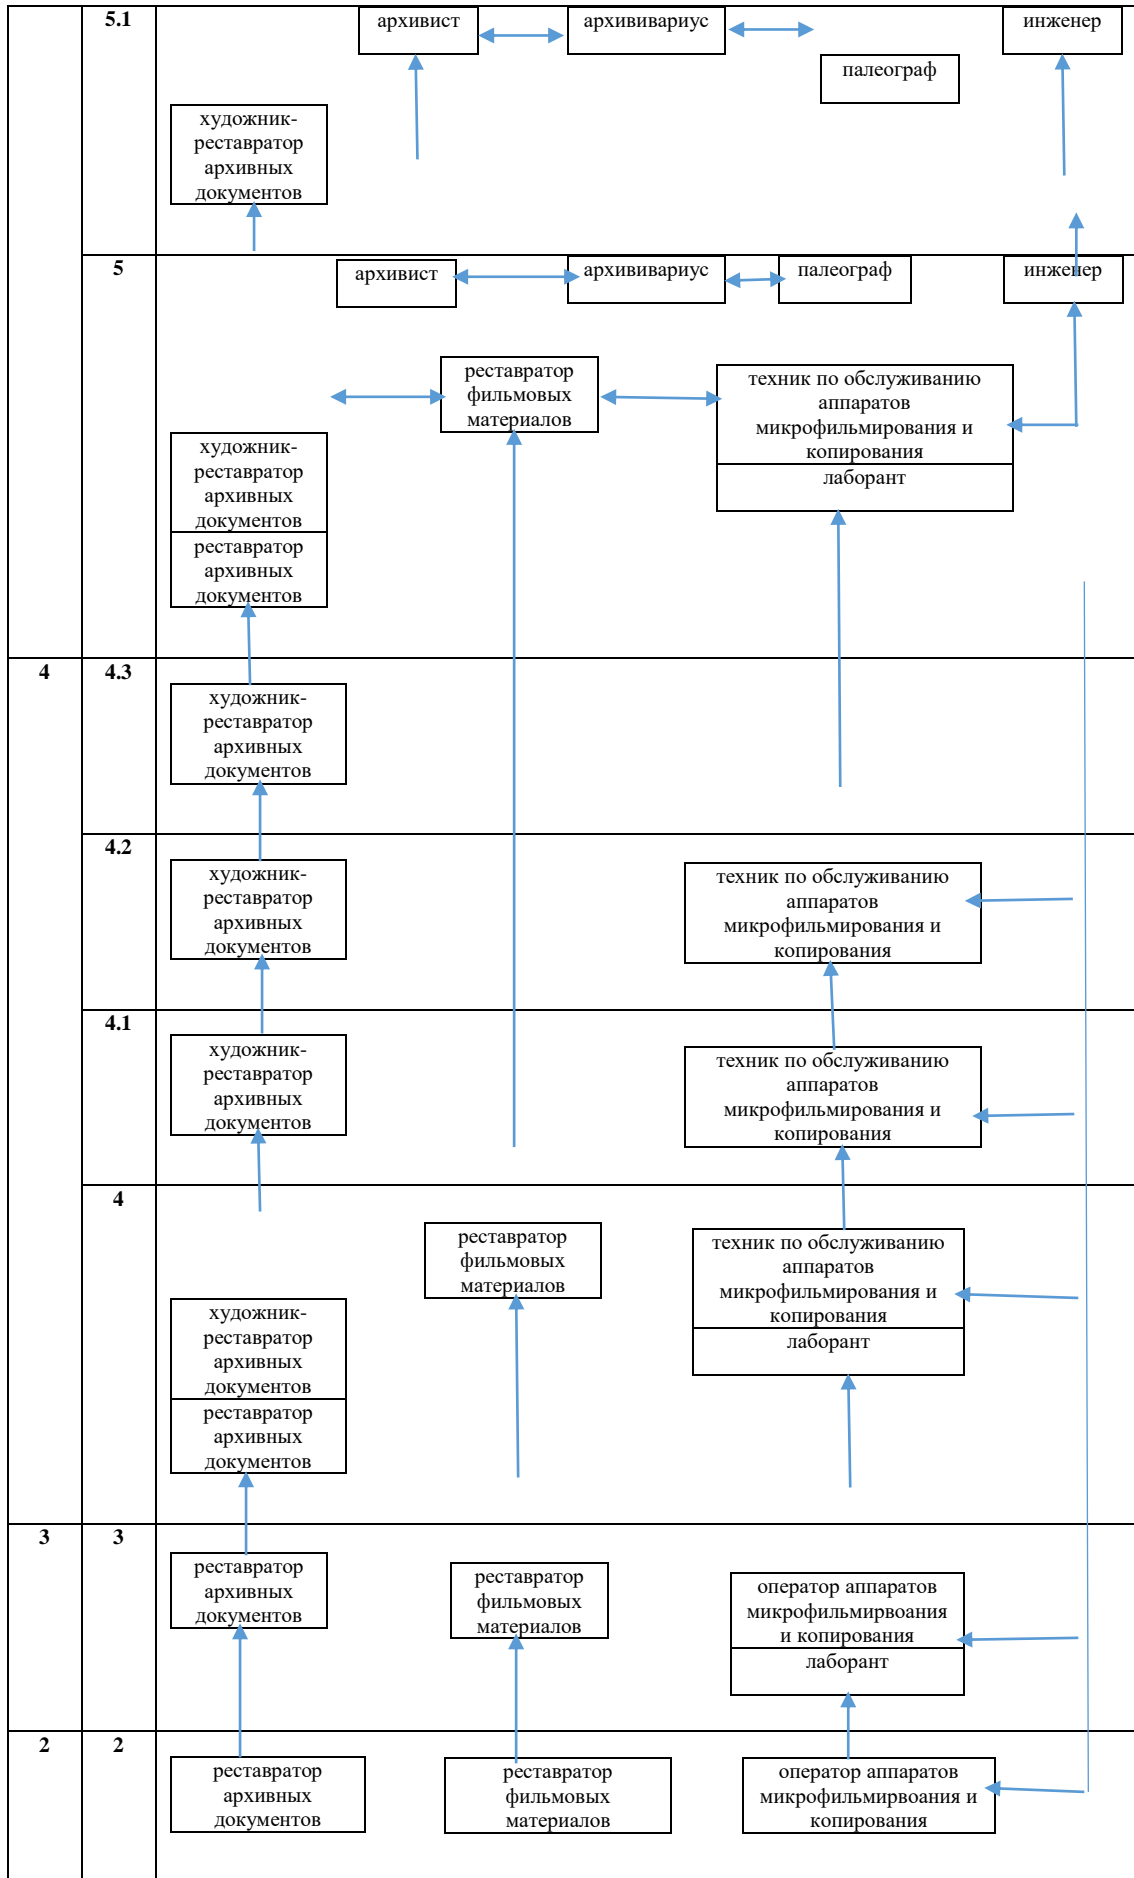 5.1
архивист
архививариус
инженер
палеограф
художник-
реставратор
архивных
документов
5
архивист
архививариус
палеограф
инженер
реставратор
фильмовых
материалов
техник по обслуживанию
аппаратов
микрофильмирования и
копирования
лаборант
художник-
реставратор
архивных
документов
реставратор
архивных
документов
4
4.3
художник-
реставратор
архивных
документов
4.2
художник-
реставратор
архивных
документов
техник по обслуживанию
аппаратов
микрофильмирования и
копирования
4.1
художник-
реставратор
архивных
документов
техник по обслуживанию
аппаратов
микрофильмирования и
копирования
4
реставратор
фильмовых
материалов
техник по обслуживанию
аппаратов
микрофильмирования и
копирования
лаборант
художник-
реставратор
архивных
документов
реставратор
архивных
документов
3
3
реставратор
архивных
документов
реставратор
фильмовых
материалов
оператор аппаратов
микрофильмирвоания
и копирования
лаборант
2
2
реставратор
архивных
документов
реставратор
фильмовых
материалов
оператор аппаратов
микрофильмирвоания и
копирования